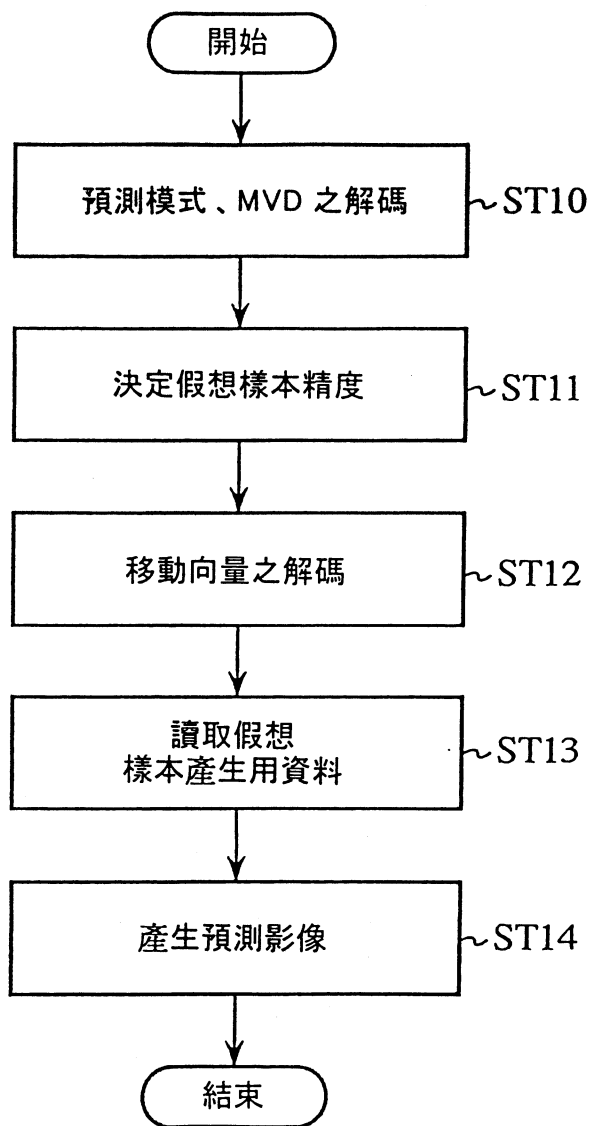 開始
預測模式、MVD 之解碼
ST10
決定假想樣本精度
ST11
移動向量之解碼
ST12
讀取假想
樣本產生用資料
ST13
產生預測影像
ST14
結束